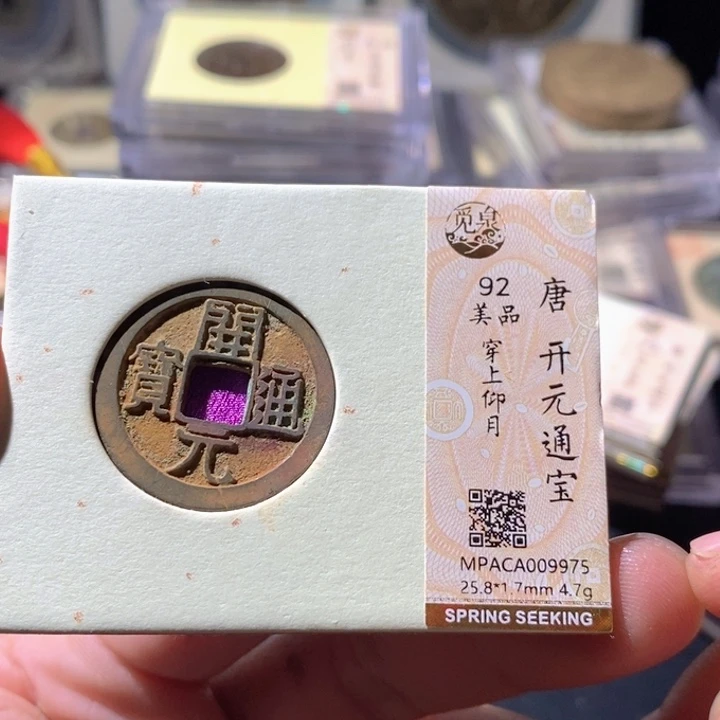 開
通
元
寶
觅泉
唐 开元通宝
92
美品
穿上仰月
MPACA009975
25.8*1.7mm 4.7g
SPRING SEEKING